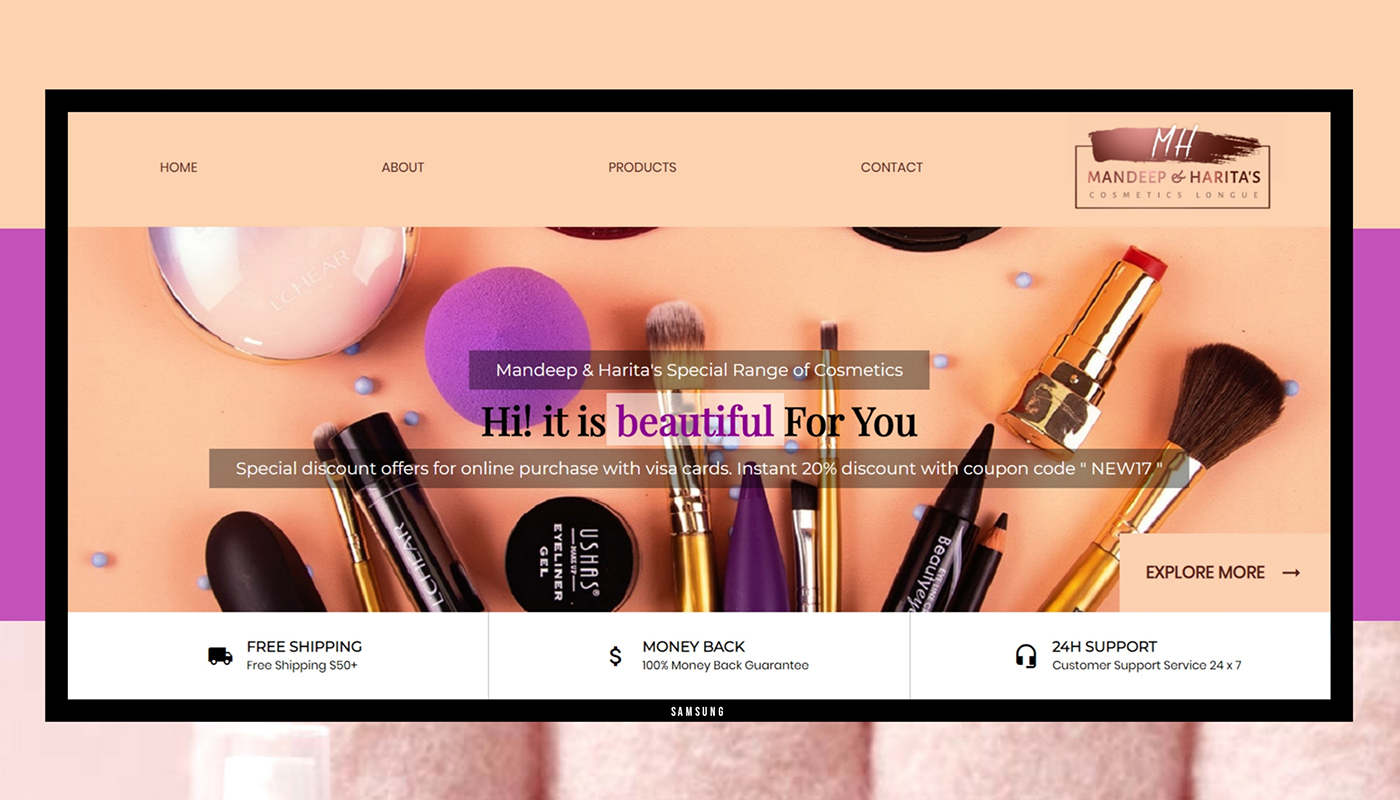 HOME ABOUT PRODUCTS CONTACT
MH
MANDEEP & HARITA'S
COSMETICS LONGUE
LCHEAR
Mandeep & Harita's Special Range of Cosmetics
Hi! it is beautiful For You
Special discount offers for online purchase with visa cards. Instant 20% discount with coupon code " NEW17 "
LCHEAR
USHAS®
MAKE UP
EYELINER
GEL
Beautyeye
EXPLORE MORE →
FREE SHIPPING
Free Shipping $50+
MONEY BACK
100% Money Back Guarantee
24H SUPPORT
Customer Support Service 24 x 7
SAMSUNG